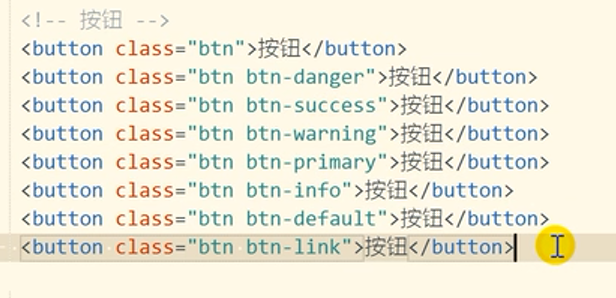 <!-- 按钮 -->
<button class="btn">按钮</button>
<button class="btn btn-danger">按钮</button>
<button class="btn btn-success">按钮</button>
<button class="btn btn-warning">按钮</button>
<button class="btn btn-primary">按钮</button>
<button class="btn btn-info">按钮</button>
<button class="btn btn-default">按钮</button>
<button class="btn btn-link">按钮</button>